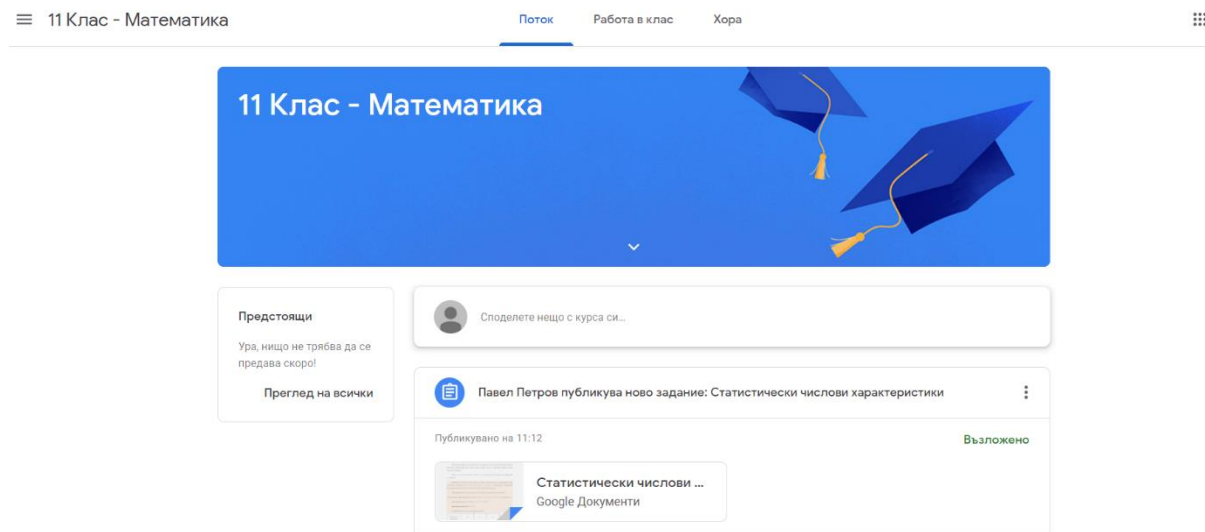 11 Клас - Математика
Поток Работа в клас Хора
11 Клас - Математика
Предстоящи
Ура, нищо не трябва да се
предава скоро!
Преглед на всички
Споделете нещо с курса си...
Павел Петров публикува ново задание: Статистически числови характеристики
Публикувано на 11:12
Възложено
Статистически числови ...
Google Документи